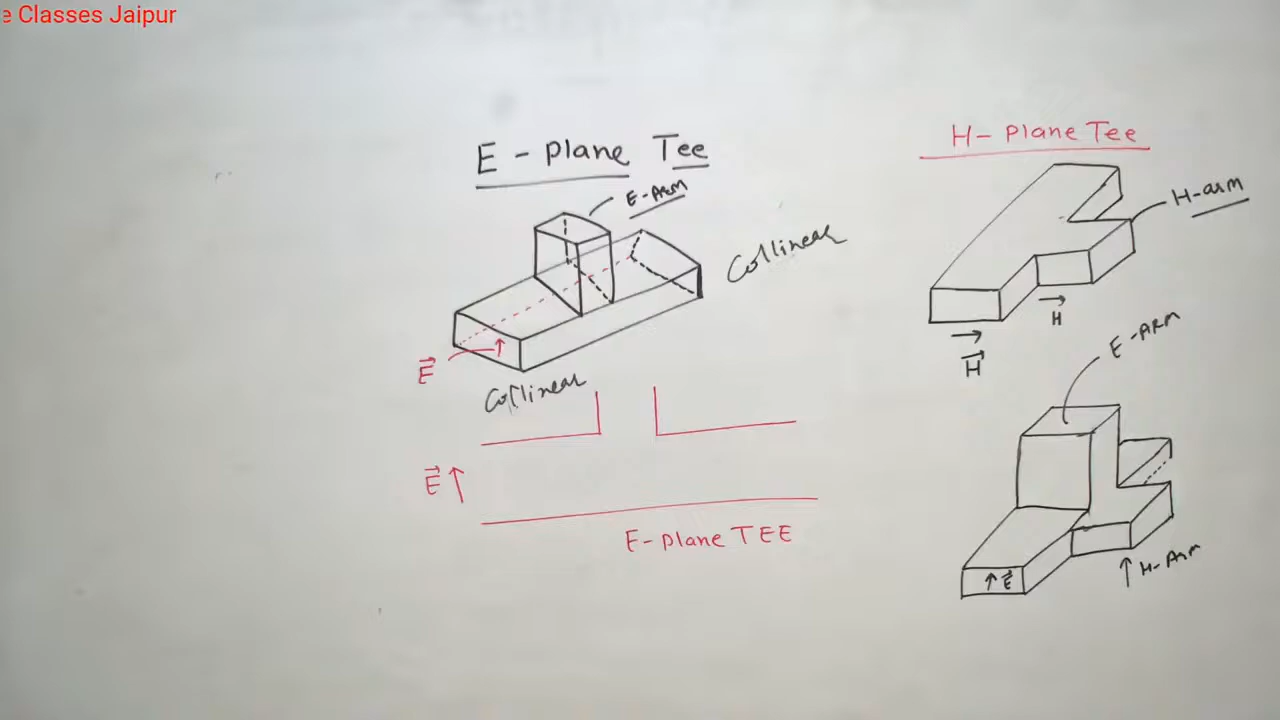 e Classes Jaipur
E - Plane Tee
E-Arm
Collinear
E
Collinear
E
E-plane TEE
H- Plane Tee
H-arm
H
H
E-ARM
E
H-Arm